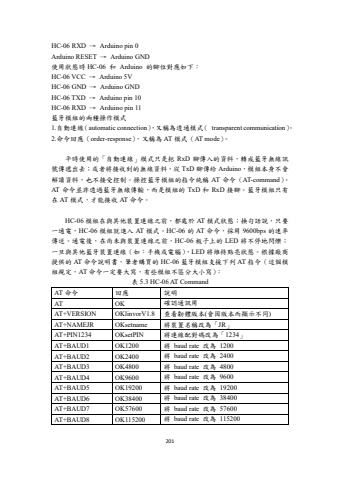 HC-06 RXD → Arduino pin 0
Arduino RESET → Arduino GND
使用狀態時 HC-06 和 Arduino 的腳位對應如下：
HC-06 VCC → Arduino 5V
HC-06 GND → Arduino GND
HC-06 TXD → Arduino pin 10
HC-06 RXD → Arduino pin 11
藍牙模組的兩種操作模式
1.自動連線（automatic connection），又稱為透通模式（ transparent communication）。
2.命令回應（order-response），又稱為 AT 模式（AT mode）。
平時使用的「自動連線」模式只是把 RxD 腳傳入的資料，轉成藍牙無線訊
號傳遞出去；或者將接收到的無線資料，從 TxD 腳傳給 Arduino，模組本身不會
解讀資料，也不接受控制。操控藍牙模組的指令統稱 AT 命令（AT-command）。
AT 命令並非透過藍牙無線傳輸，而是模組的 TxD 和 RxD 接腳。藍牙模組只有
在 AT 模式，才能接收 AT 命令。
HC-06 模組在與其他裝置連線之前，都處於 AT 模式狀態；換句話說，只要
一通電，HC-06 模組就進入 AT 模式。HC-06 的 AT 命令，採用 9600bps 的速率
傳送。通電後，在尚未與裝置連線之前，HC-06 板子上的 LED 將不停地閃爍；
一旦與其他藍牙裝置連線（如：手機或電腦），LED 將維持點亮狀態。根據廠商
提供的 AT 命令說明書，筆者購買的 HC-06 藍牙模組支援下列 AT 指令（這個模
組規定，AT 命令一定要大寫，有些模組不區分大小寫）：
表 5.3 HC-06 AT Command
AT 命令 回應 說明
AT OK 確認通訊用
AT+VERSION OKlinvorV1.8 查看韌體版本(會因版本而顯示不同)
AT+NAMEJR OKsetname 將裝置名稱改為「JR」
AT+PIN1234 OKsetPIN 將連線配對碼改為「1234」
AT+BAUD1 OK1200 將 baud rate 改為 1200
AT+BAUD2 OK2400 將 baud rate 改為 2400
AT+BAUD3 OK4800 將 baud rate 改為 4800
AT+BAUD4 OK9600 將 baud rate 改為 9600
AT+BAUD5 OK19200 將 baud rate 改為 19200
AT+BAUD6 OK38400 將 baud rate 改為 38400
AT+BAUD7 OK57600 將 baud rate 改為 57600
AT+BAUD8 OK115200 將 baud rate 改為 115200
201